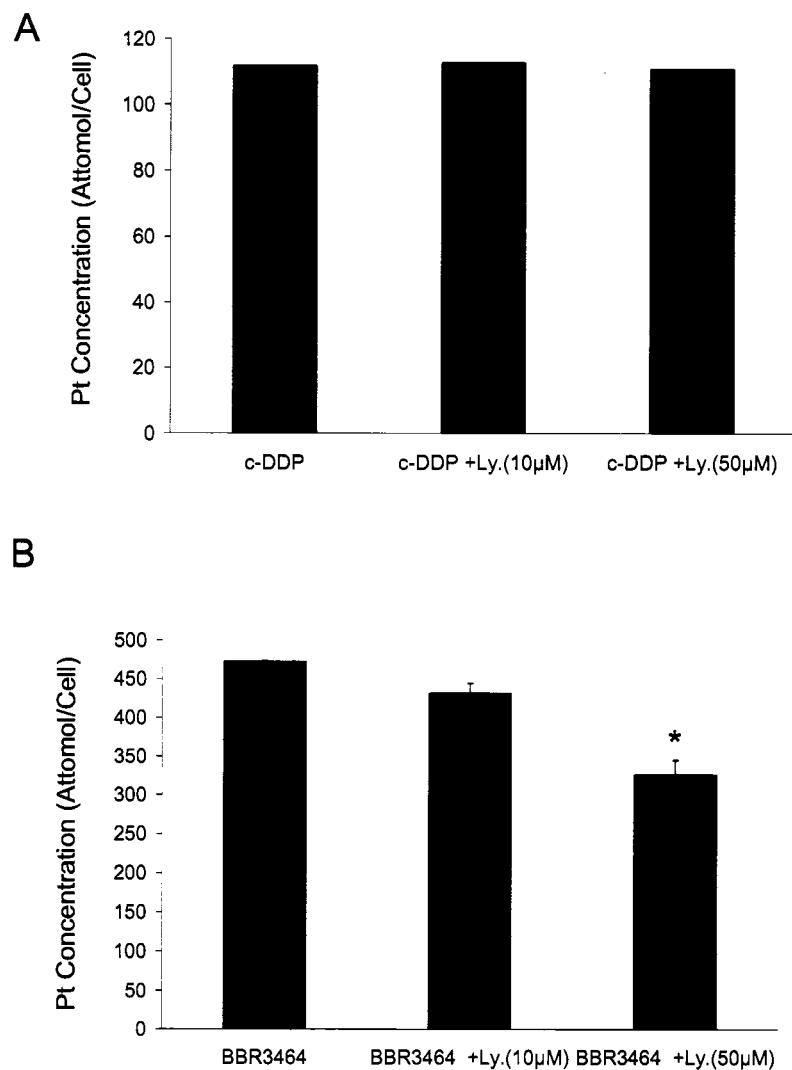 A
Pt Concentration (Attomol/Cell)
120
100
80
60
40
20
0
c-DDP
c-DDP +Ly.(10µM)
c-DDP +Ly.(50µM)
B
Pt Concentration (Attomol/Cell)
500
450
400
350
300
250
200
150
100
50
0
*
BBR3464
BBR3464 +Ly.(10µM)
BBR3464 +Ly.(50µM)